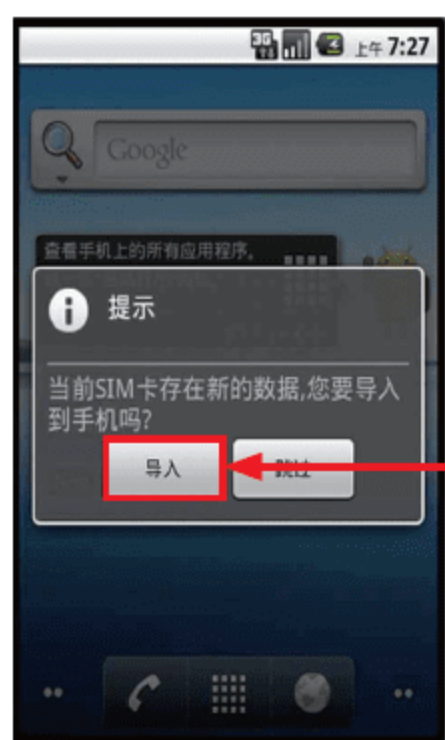 3G
上午 7:27
Google
查看手机上的所有应用程序。
提示
当前SIM卡存在新的数据,您要导入
到手机吗?
导入
跳过